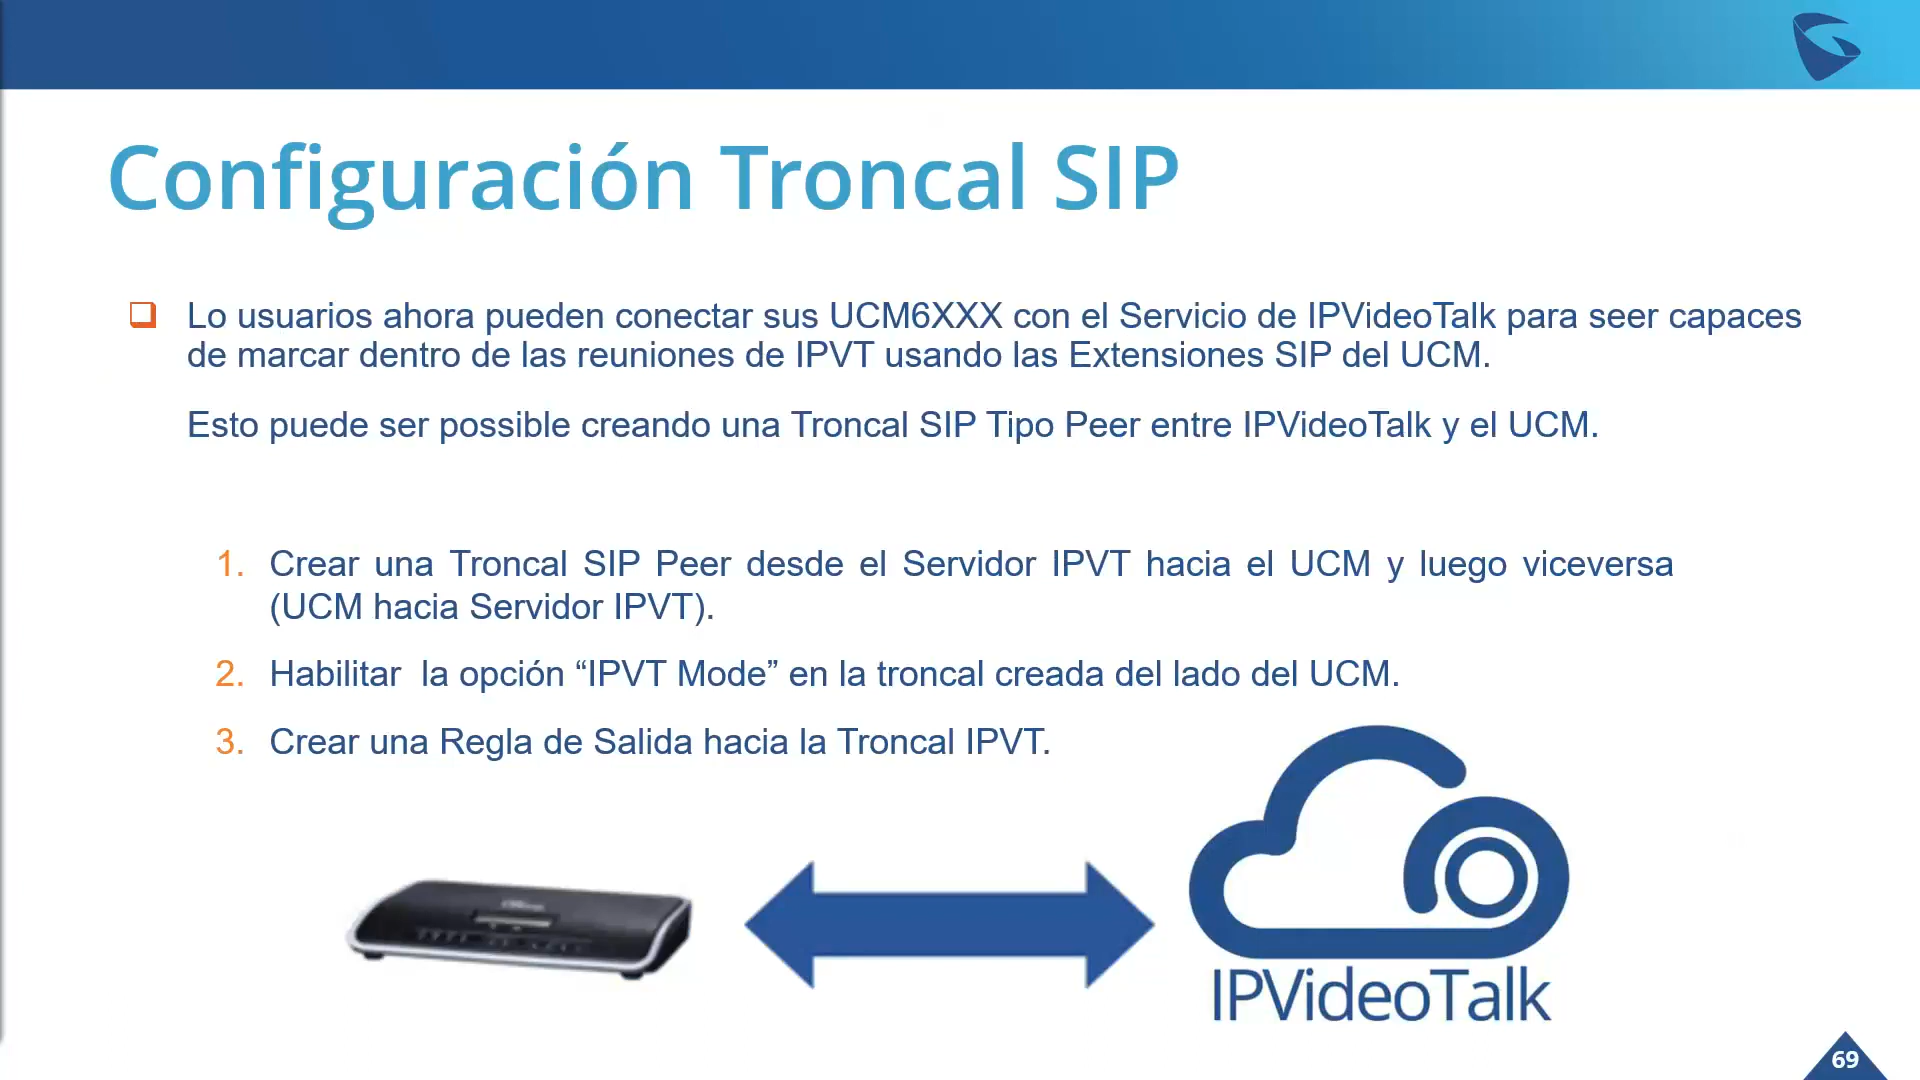 Configuración Troncal SIP
Lo usuarios ahora pueden conectar sus UCM6XXX con el Servicio de IPVideoTalk para seer capaces
de marcar dentro de las reuniones de IPVT usando las Extensiones SIP del UCM.
Esto puede ser possible creando una Troncal SIP Tipo Peer entre IPVideoTalk y el UCM.
1. Crear una Troncal SIP Peer desde el Servidor IPVT hacia el UCM y luego viceversa
(UCM hacia Servidor IPVT).
2. Habilitar la opción “IPVT Mode” en la troncal creada del lado del UCM.
3. Crear una Regla de Salida hacia la Troncal IPVT.
IPVideoTalk
69